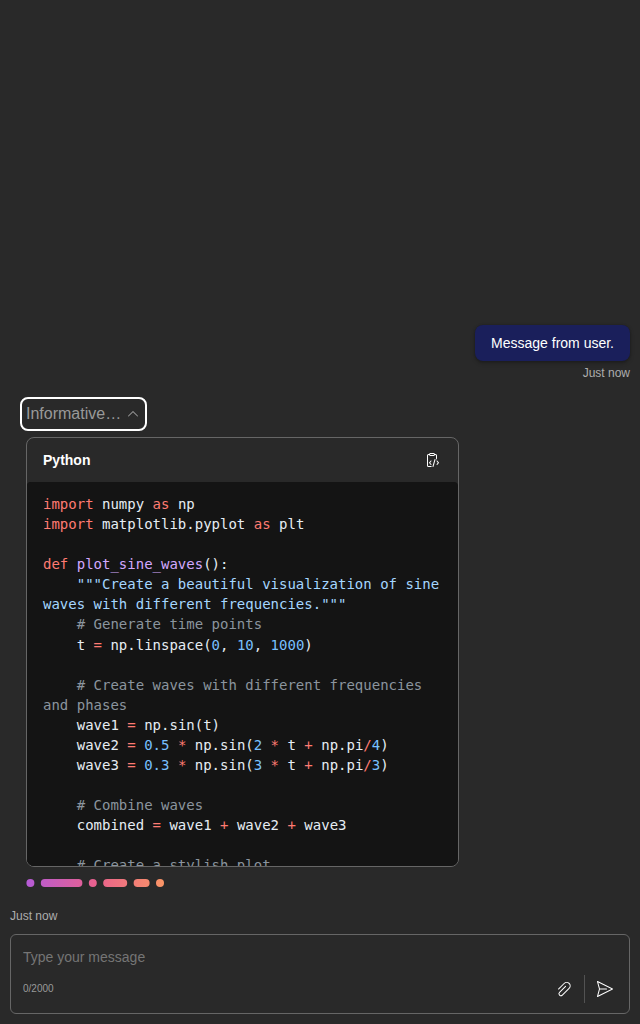 Message from user.
Just now
Informative…
Python
import numpy as np
import matplotlib.pyplot as plt
def plot_sine_waves():
"""Create a beautiful visualization of sine
waves with different frequencies."""
# Generate time points
t = np.linspace(0, 10, 1000)
# Create waves with different frequencies
and phases
wave1 = np.sin(t)
wave2 = 0.5 * np.sin(2 * t + np.pi/4)
wave3 = 0.3 * np.sin(3 * t + np.pi/3)
# Combine waves
combined = wave1 + wave2 + wave3
# Create a stylish plot
Just now
Type your message
0/2000